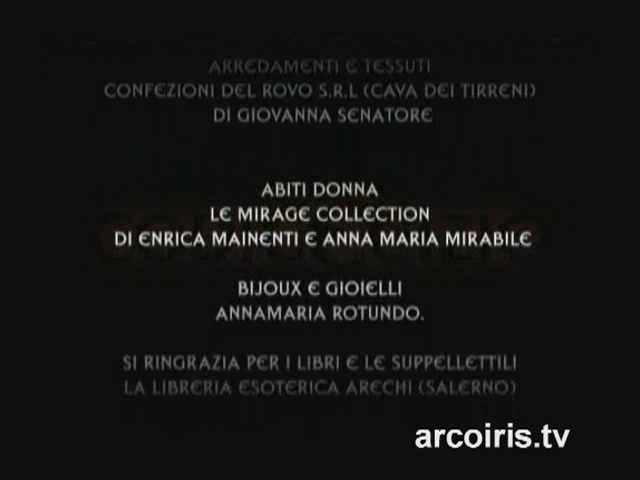 ARREDAMENTI E TESSUTI
CONFEZIONI DEL ROVO S.R.L (CAVA DEI TIRRENI)
DI GIOVANNA SENATORE
ABITI DONNA
LE MIRAGE COLLECTION
DI ENRICA MAINENTI E ANNA MARIA MIRABILE
BIJOUX E GIOIELLI
ANNAMARIA ROTUNDO.
SI RINGRAZIA PER I LIBRI E LE SUPPELLETTILI
LA LIBRERIA ESOTERICA ARECHI (SALERNO)
arcoiris.tv